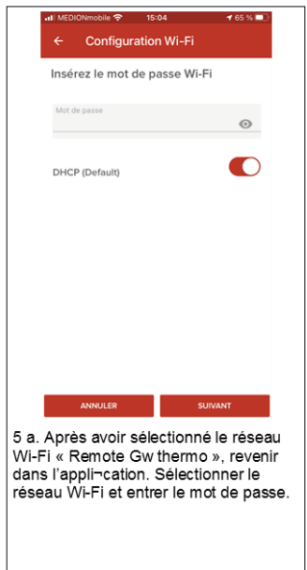 MEDIONmobile 15:04 65 %
← Configuration Wi-Fi
Insérez le mot de passe Wi-Fi
Mot de passe
DHCP (Default)
ANNULER SUIVANT
5 a. Après avoir sélectionné le réseau
Wi-Fi « Remote Gw thermo », revenir
dans l'appli¬cation. Sélectionner le
réseau Wi-Fi et entrer le mot de passe.